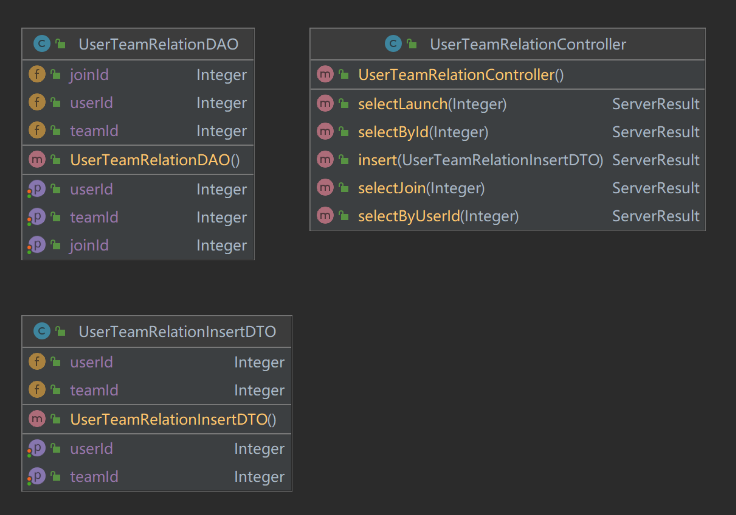 UserTeamRelationDAO
joinId Integer
userId Integer
teamId Integer
UserTeamRelationDAO()
userId Integer
teamId Integer
joinId Integer
UserTeamRelationController
UserTeamRelationController()
selectLaunch(Integer) ServerResult
selectById(Integer) ServerResult
insert(UserTeamRelationInsertDTO) ServerResult
selectJoin(Integer) ServerResult
selectByUserId(Integer) ServerResult
UserTeamRelationInsertDTO
userId Integer
teamId Integer
UserTeamRelationInsertDTO()
userId Integer
teamId Integer